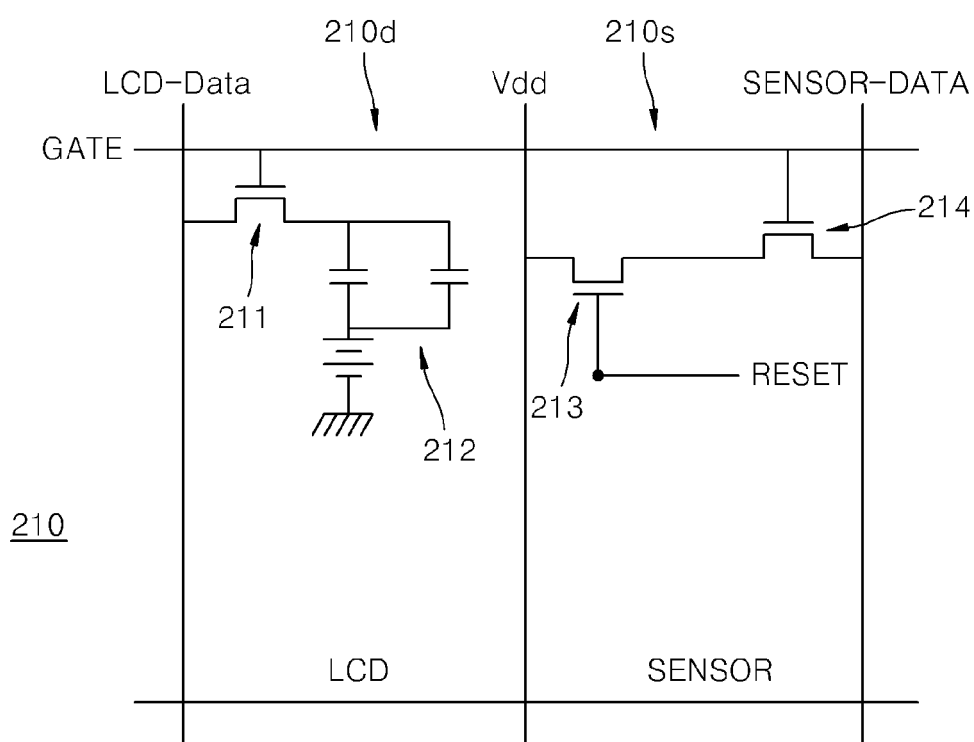 210d
210s
LCD-Data
Vdd
SENSOR-DATA
GATE
214
211
213
RESET
212
210
LCD
SENSOR